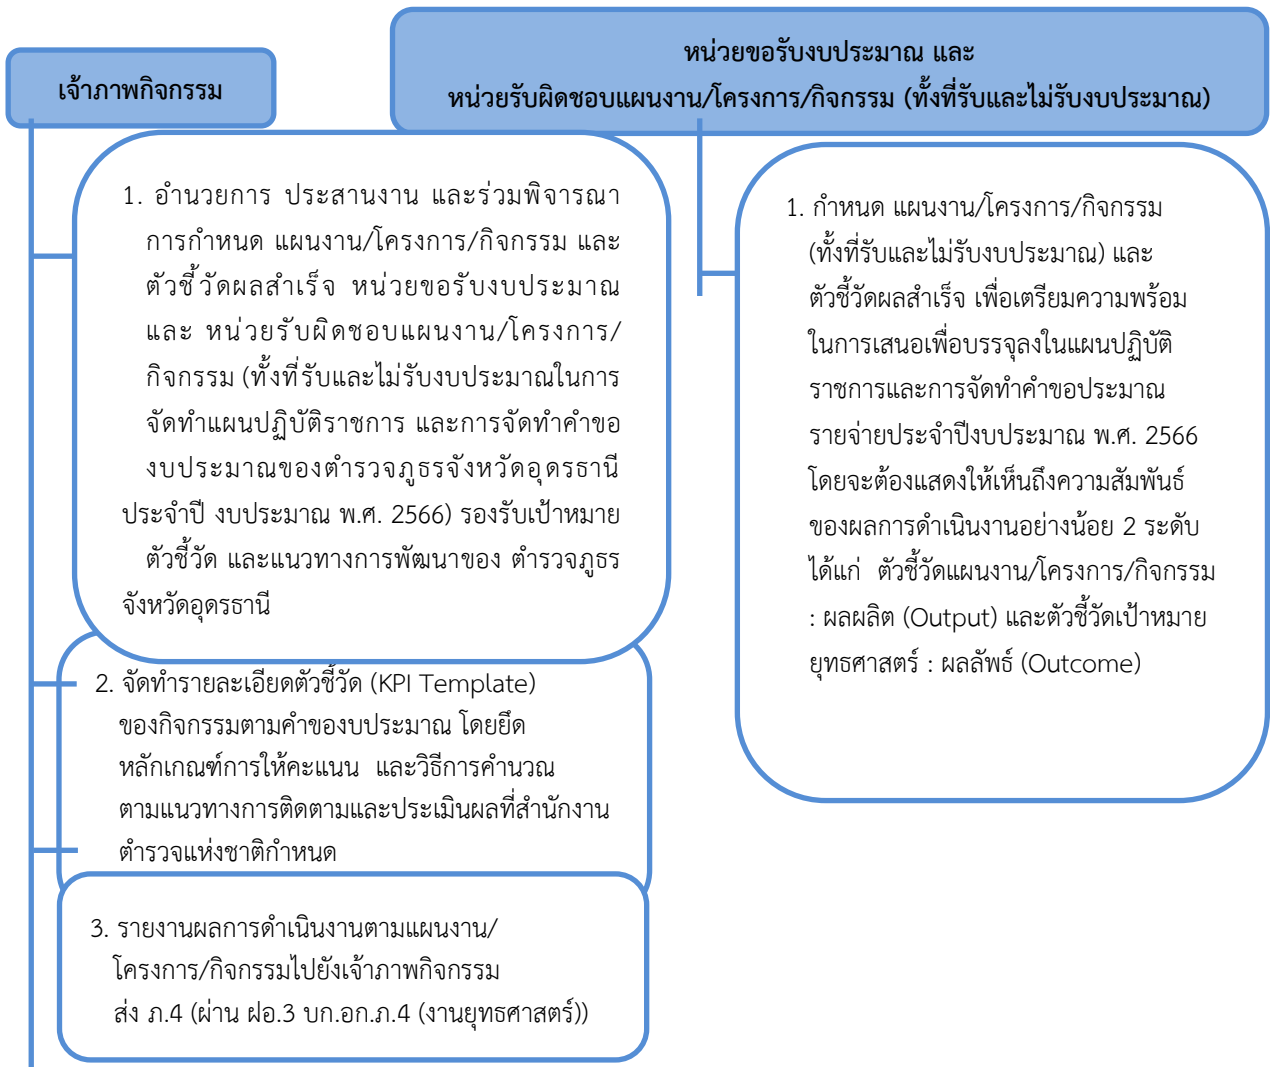 เจ้าภาพกิจกรรม
หน่วยขอรับงบประมาณ และ
หน่วยรับผิดชอบแผนงาน/โครงการ/กิจกรรม (ทั้งที่รับและไม่รับงบประมาณ)
1. อำนวยการ ประสานงาน และร่วมพิจารณา
การกำหนด แผนงาน/โครงการ/กิจกรรม และ
ตัวชี้วัดผลสำเร็จ หน่วยขอรับงบประมาณ
และ หน่วยรับผิดชอบแผนงาน/โครงการ/
กิจกรรม (ทั้งที่รับและไม่รับงบประมาณในการ
จัดทำแผนปฏิบัติราชการ และการจัดทำคำขอ
งบประมาณของตำรวจภูธรจังหวัดอุดรธานี
ประจำปี งบประมาณ พ.ศ. 2566) รองรับเป้าหมาย
ตัวชี้วัด และแนวทางการพัฒนาของ ตำรวจภูธร
จังหวัดอุดรธานี
2. จัดทำรายละเอียดตัวชี้วัด (KPI Template)
ของกิจกรรมตามคำของบประมาณ โดยยึด
หลักเกณฑ์การให้คะแนน และวิธีการคำนวณ
ตามแนวทางการติดตามและประเมินผลที่สำนักงาน
ตำรวจแห่งชาติกำหนด
3. รายงานผลการดำเนินงานตามแผนงาน/
โครงการ/กิจกรรมไปยังเจ้าภาพกิจกรรม
ส่ง ภ.4 (ผ่าน ฝอ.3 บก.อก.ภ.4 (งานยุทธศาสตร์))
1. กำหนด แผนงาน/โครงการ/กิจกรรม
(ทั้งที่รับและไม่รับงบประมาณ) และ
ตัวชี้วัดผลสำเร็จ เพื่อเตรียมความพร้อม
ในการเสนอเพื่อบรรจุลงในแผนปฏิบัติ
ราชการและการจัดทำคำขอประมาณ
รายจ่ายประจำปีงบประมาณ พ.ศ. 2566
โดยจะต้องแสดงให้เห็นถึงความสัมพันธ์
ของผลการดำเนินงานอย่างน้อย 2 ระดับ
ได้แก่ ตัวชี้วัดแผนงาน/โครงการ/กิจกรรม
: ผลผลิต (Output) และตัวชี้วัดเป้าหมาย
ยุทธศาสตร์ : ผลลัพธ์ (Outcome)